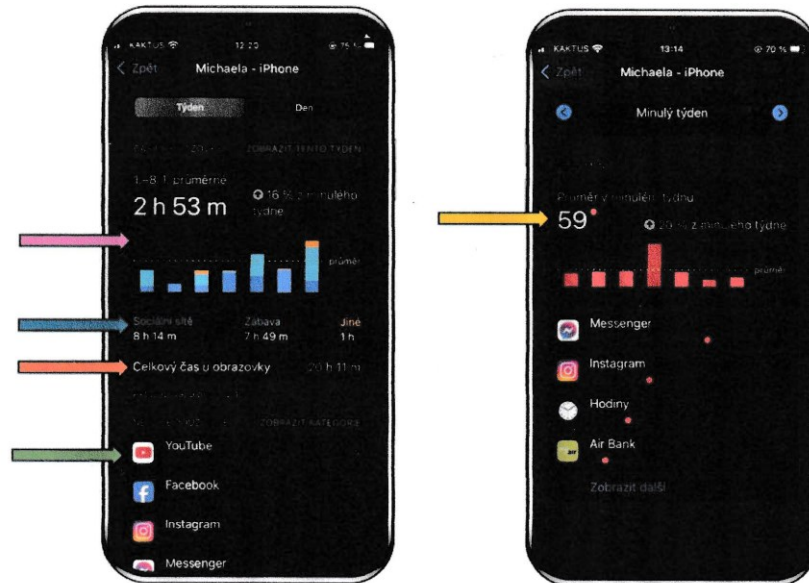 KAKTUS 12:20 75 %
Zpět Michaela - iPhone
Týden Den
ZOBRAZIT TENTO TÝDEN
průměrně
2 h 53 m
16 % z minulého týdne
průměr
Sociální sítě Zábava Jiné
8 h 14 m 7 h 49 m 1 h
Celkový čas u obrazovky 20 h 11 m
ZOBRAZIT KATEGORIE
YouTube
Facebook
Instagram
Messenger
KAKTUS 13:14 70 %
Zpět Michaela - iPhone
Minulý týden
Průměr v minulém týdnu
59
20 % z minulého týdne
průměr
Messenger
Instagram
Hodiny
Air Bank
Zobrazit další